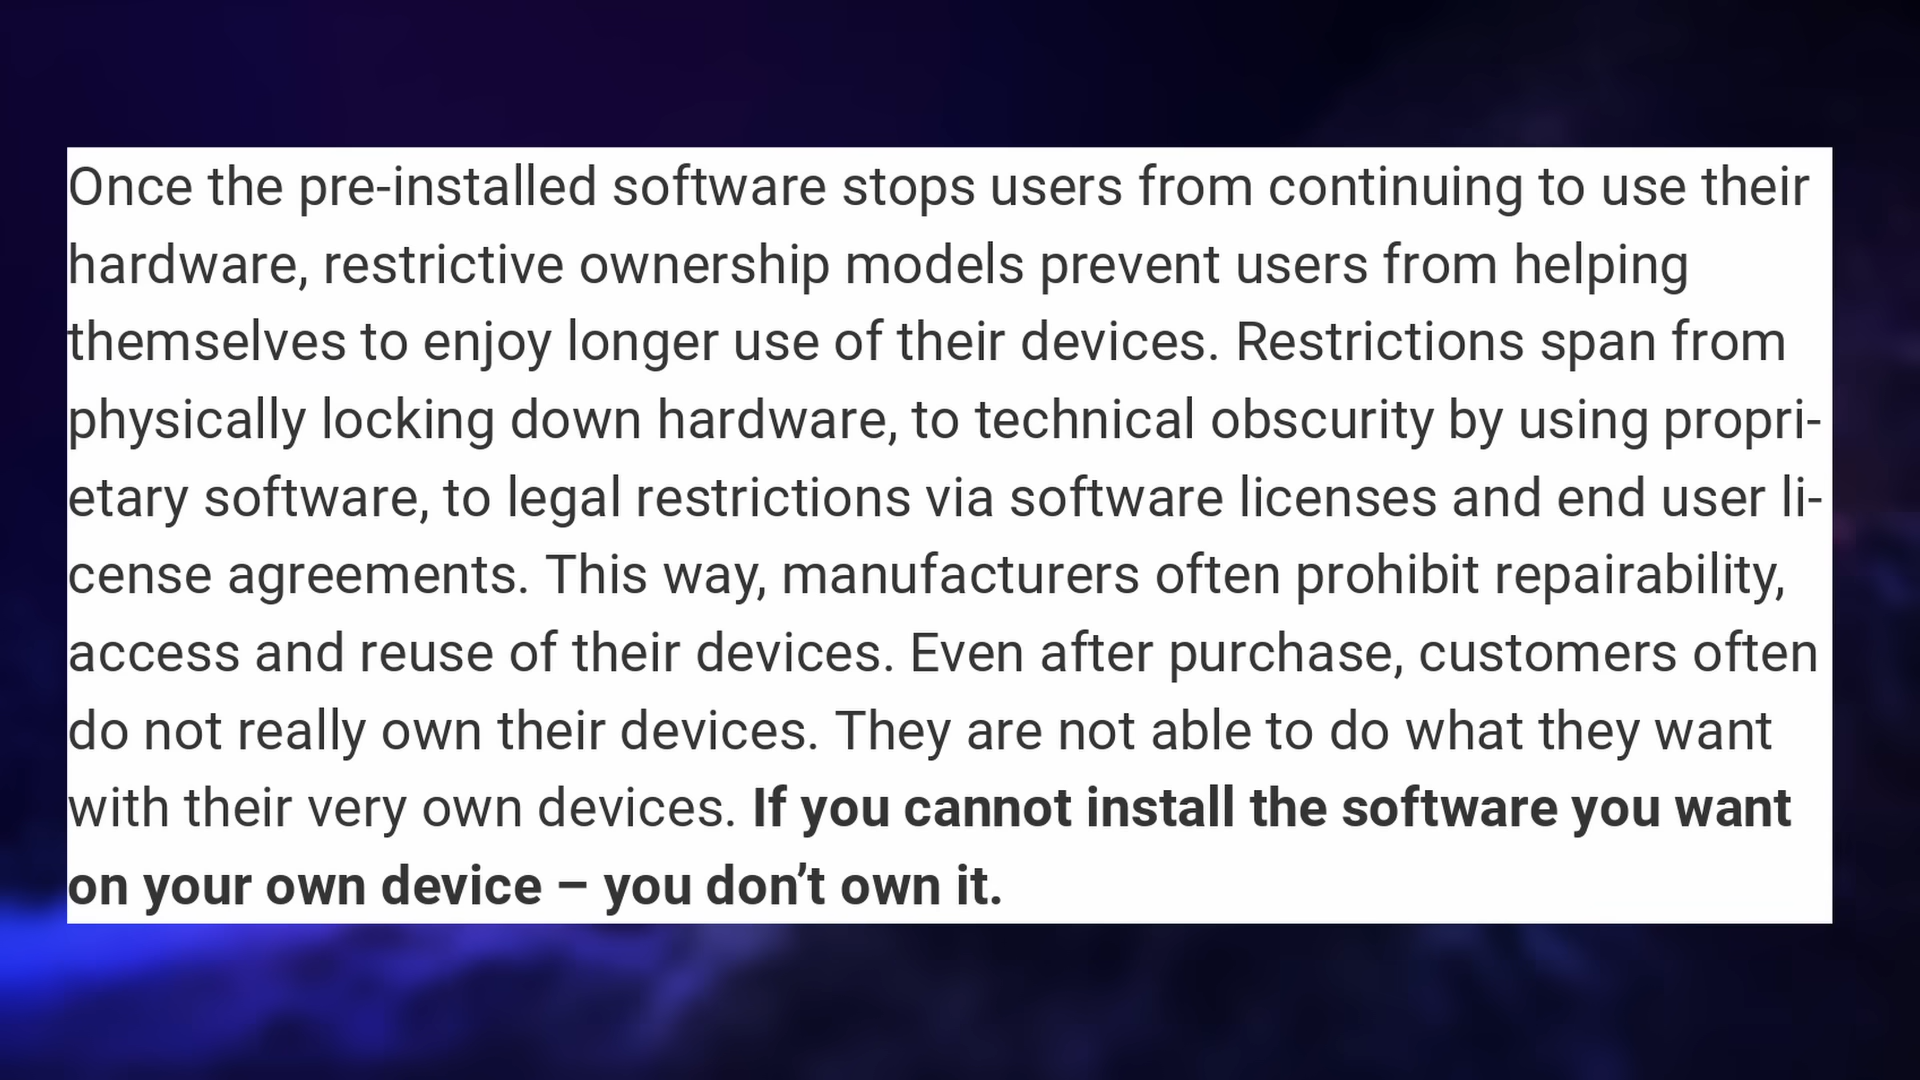 Once the pre-installed software stops users from continuing to use their
hardware, restrictive ownership models prevent users from helping
themselves to enjoy longer use of their devices. Restrictions span from
physically locking down hardware, to technical obscurity by using propri-
etary software, to legal restrictions via software licenses and end user li-
cense agreements. This way, manufacturers often prohibit repairability,
access and reuse of their devices. Even after purchase, customers often
do not really own their devices. They are not able to do what they want
with their very own devices. If you cannot install the software you want
on your own device – you don’t own it.